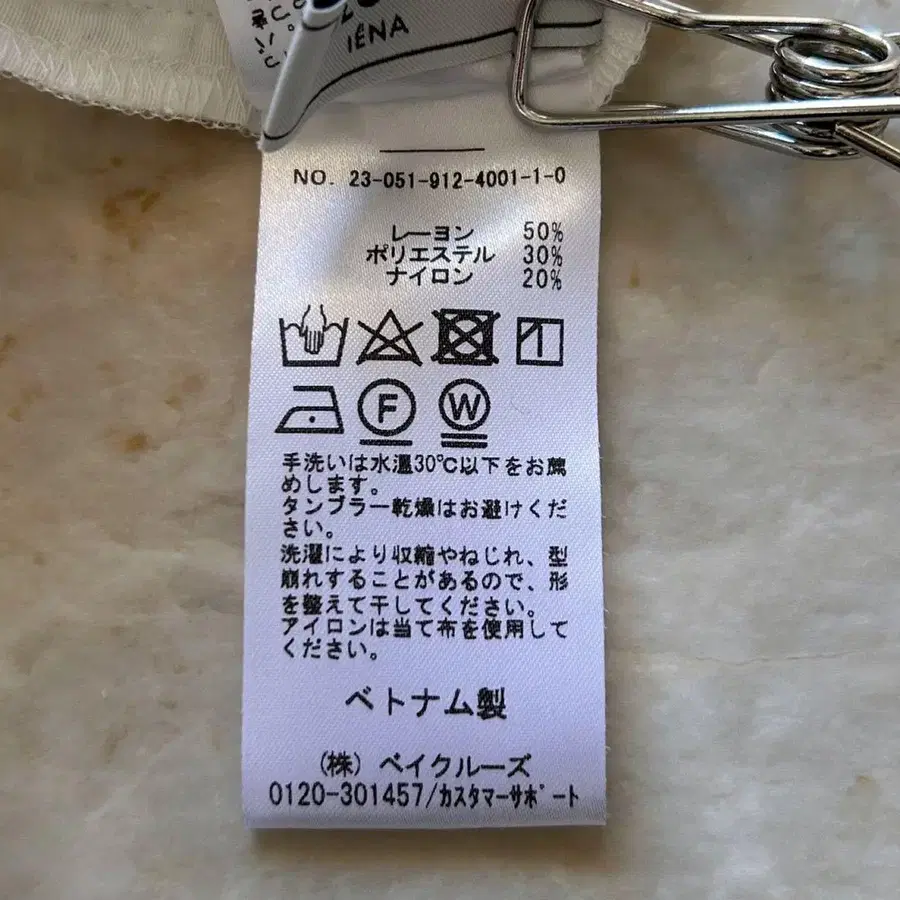 IÉNA
NO. 23-051-912-4001-1-0
レーヨン 50%
ポリエステル 30%
ナイロン 20%
F W
手洗いは水温30℃以下をお薦
めします。
タンブラー乾燥はお避けくだ
さい。
洗濯により収縮やねじれ、型
崩れすることがあるので、形
を整えて干してください。
アイロンは当て布を使用して
ください。
ベトナム製
(株) ベイクルーズ
0120-301457/カスタマーサポート